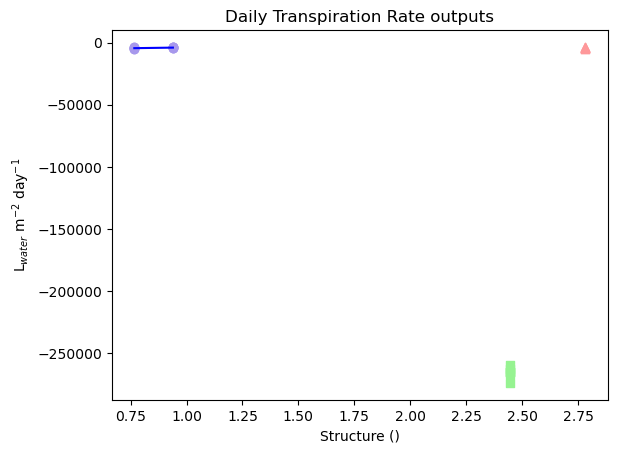 Daily Transpiration Rate outputs
0
−50000
−100000
−150000
−200000
−250000
L_{water} m^{−2} day^{−1}
0.75 1.00 1.25 1.50 1.75 2.00 2.25 2.50 2.75
Structure ()